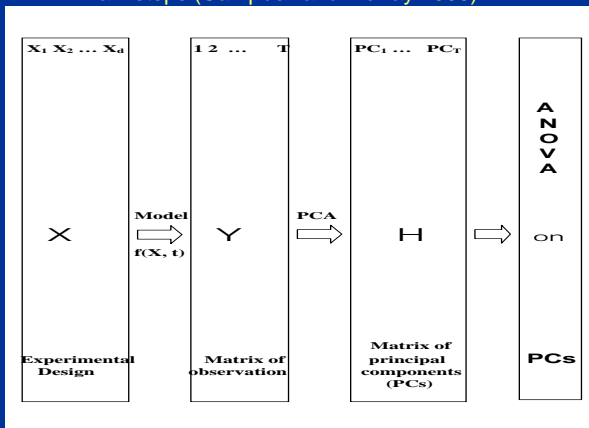 X₁ X₂ ... Xd
1 2 ... T
PC₁ ... PCT
A
N
O
V
A
Model
PCA
X
Y
H
on
f(X, t)
Experimental
Design
Matrix of
observation
Matrix of
principal
components
(PCs)
PCs